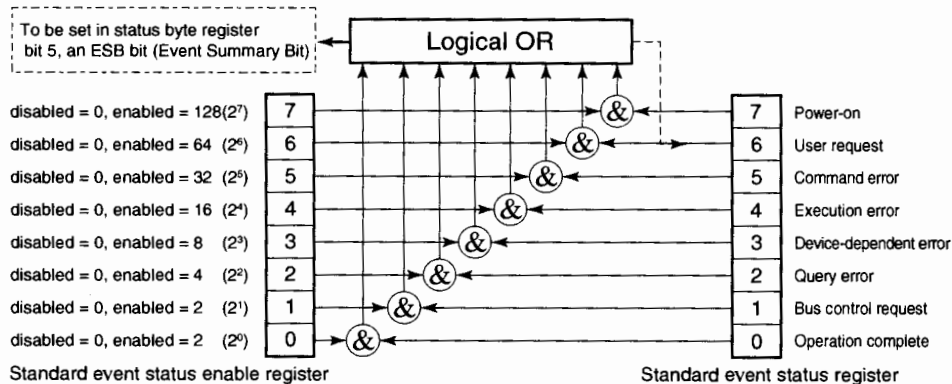 To be set in status byte register
bit 5, an ESB bit (Event Summary Bit)
Logical OR
disabled = 0, enabled = 128(2⁷) 7 & 7 Power-on
disabled = 0, enabled = 64 (2⁶) 6 & 6 User request
disabled = 0, enabled = 32 (2⁵) 5 & 5 Command error
disabled = 0, enabled = 16 (2⁴) 4 & 4 Execution error
disabled = 0, enabled = 8 (2³) 3 & 3 Device-dependent error
disabled = 0, enabled = 4 (2²) 2 & 2 Query error
disabled = 0, enabled = 2 (2¹) 1 & 1 Bus control request
disabled = 0, enabled = 2 (2⁰) 0 & 0 Operation complete
Standard event status enable register Standard event status register